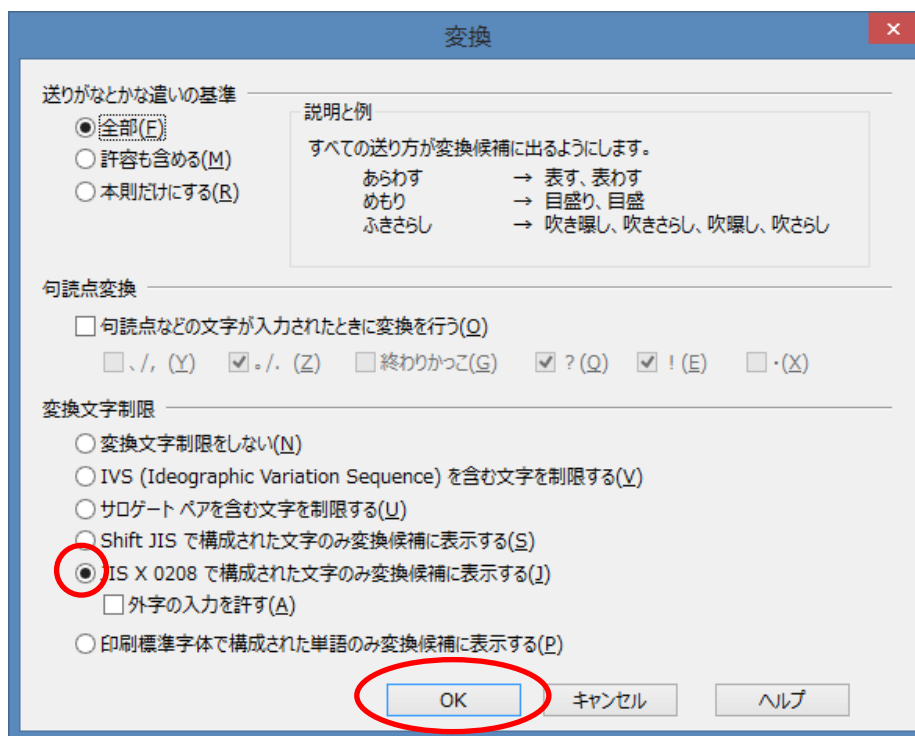 変換
送りがなとかな遣いの基準
全部(F)
許容も含める(M)
本則だけにする(R)
説明と例
すべての送り方が変換候補に出るようにします。
あらわす → 表す、表わす
めもり → 目盛り、目盛
ふきさらし → 吹き曝し、吹きさらし、吹曝し、吹さらし
句読点変換
句読点などの文字が入力されたときに変換を行う(O)
、/, (Y) 。/. (Z) 終わりかっこ(G) ? (Q) ! (E) ・(X)
変換文字制限
変換文字制限をしない(N)
IVS (Ideographic Variation Sequence) を含む文字を制限する(V)
サロゲート ペアを含む文字を制限する(U)
Shift JIS で構成された文字のみ変換候補に表示する(S)
JIS X 0208 で構成された文字のみ変換候補に表示する(J)
外字の入力を許す(A)
印刷標準字体で構成された単語のみ変換候補に表示する(P)
OK キャンセル ヘルプ